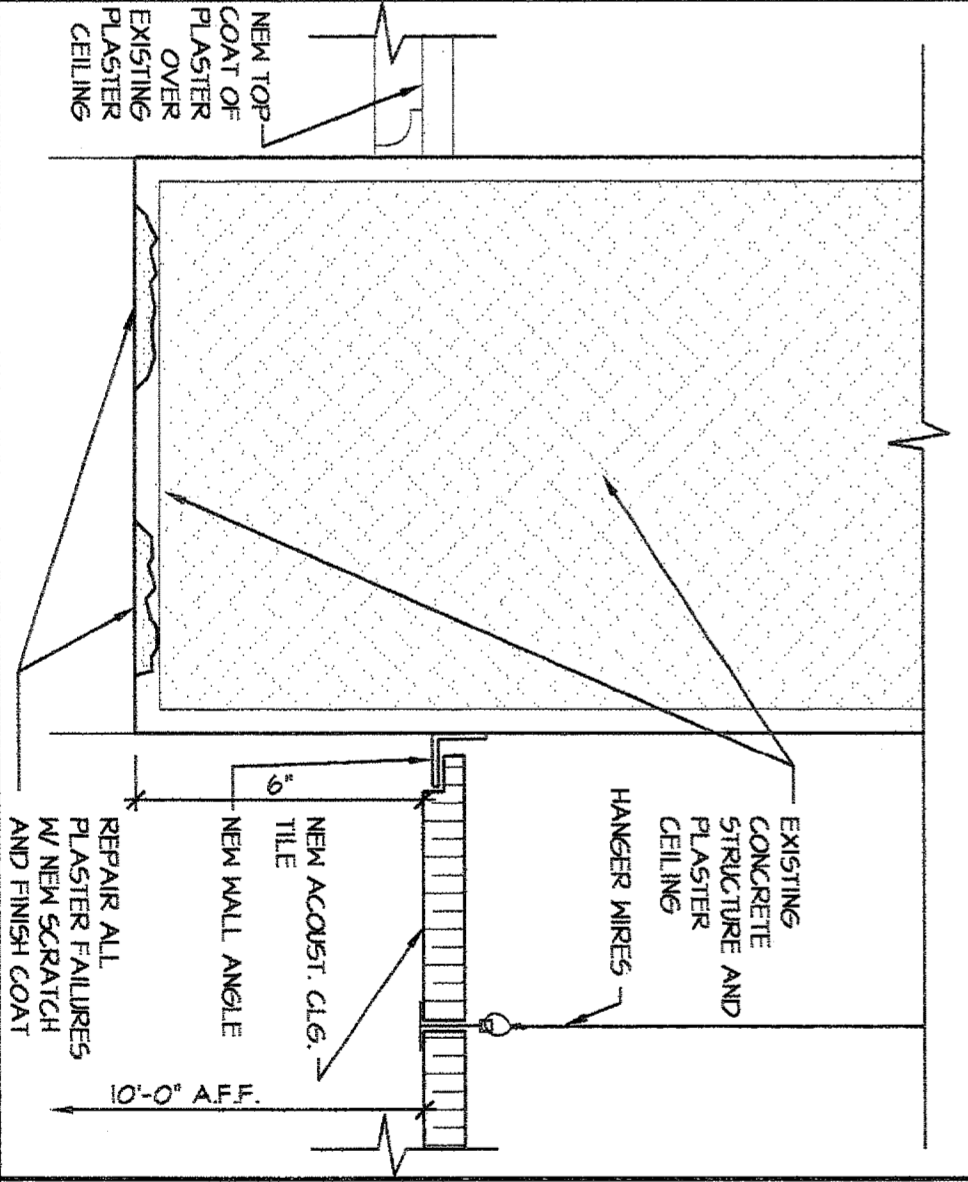 NEW TOP
COAT OF
PLASTER
OVER
EXISTING
PLASTER
CEILING
EXISTING
CONCRETE
STRUCTURE AND
PLASTER
CEILING
HANGER WIRES
6"
NEW ACOUST. CLG.
TILE
NEW WALL ANGLE
REPAIR ALL
PLASTER FAILURES
W/ NEW SCRATCH
AND FINISH COAT
10'-0" A.F.F.